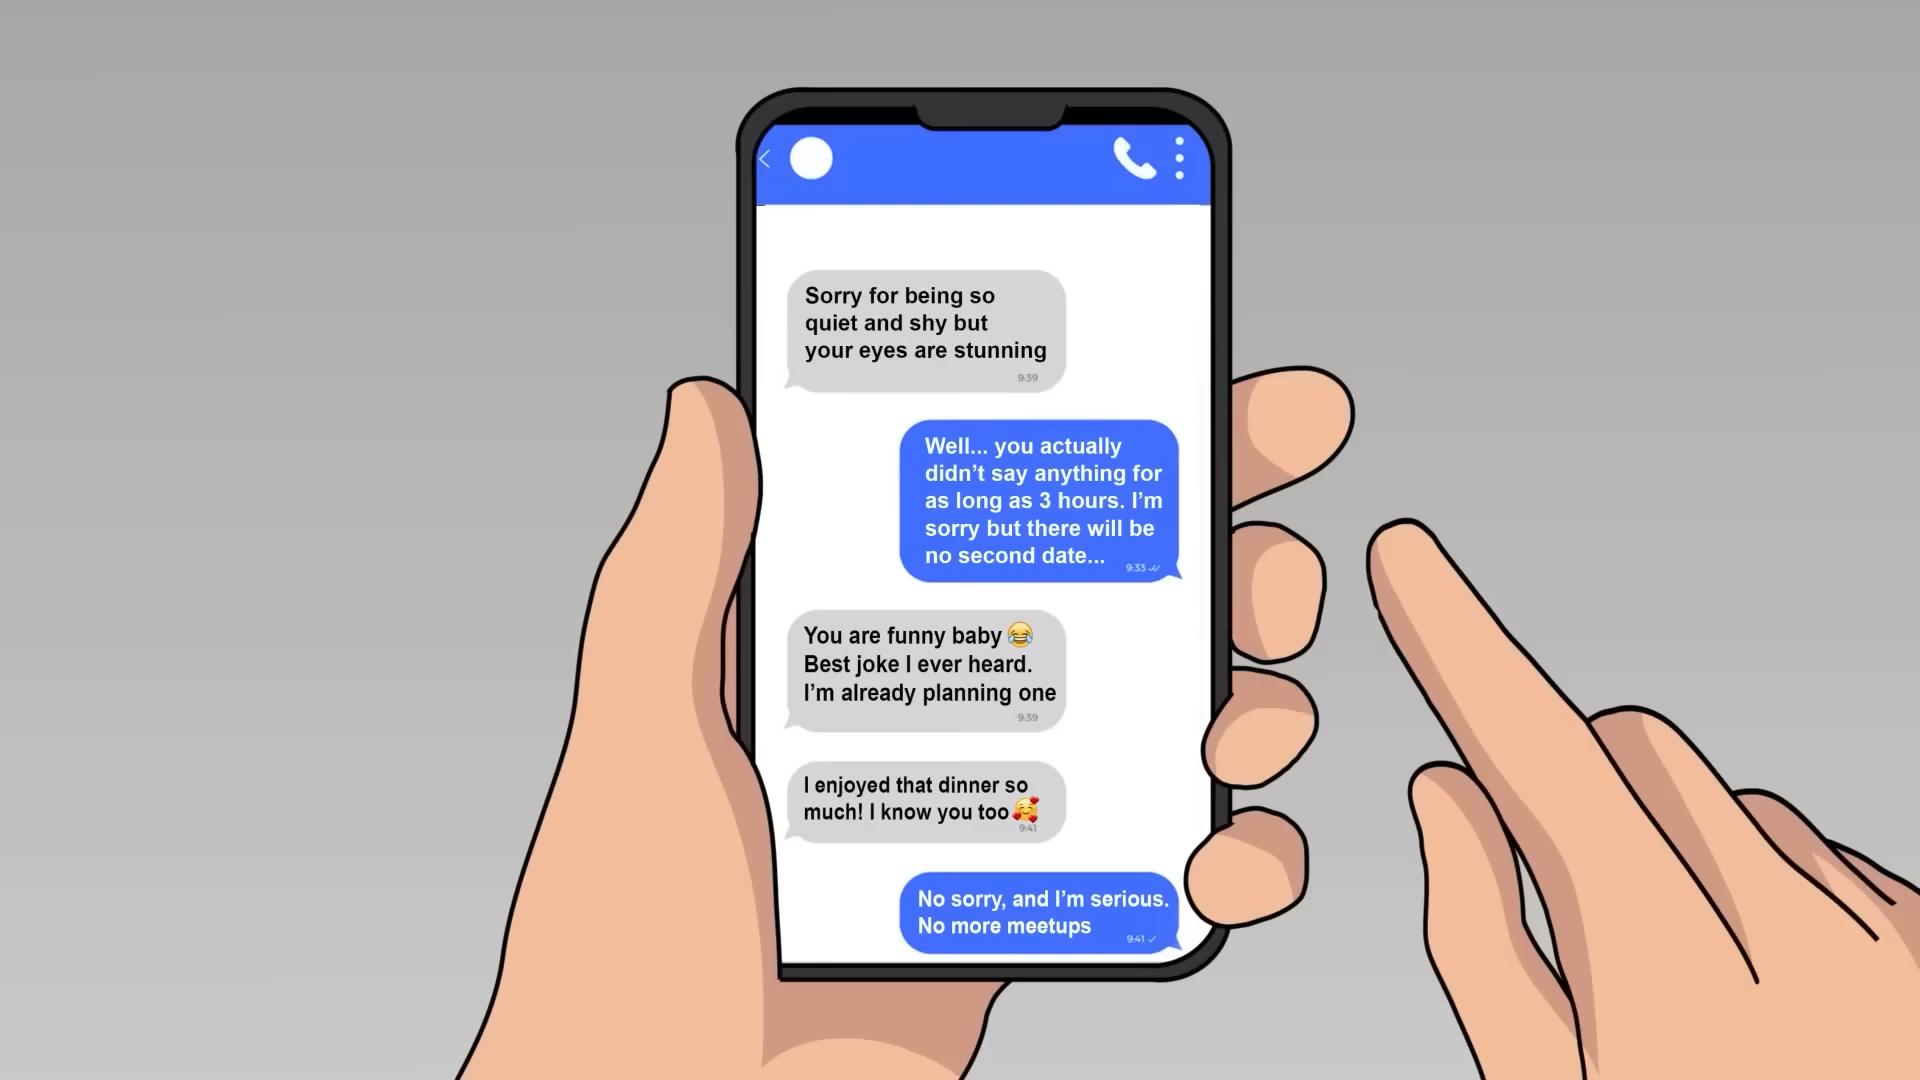 Sorry for being so
quiet and shy but
your eyes are stunning
9:39
Well... you actually
didn’t say anything for
as long as 3 hours. I’m
sorry but there will be
no second date...
9:33
You are funny baby 😂
Best joke I ever heard.
I’m already planning one
9:39
I enjoyed that dinner so
much! I know you too 🥰
9:41
No sorry, and I’m serious.
No more meetups
9:41